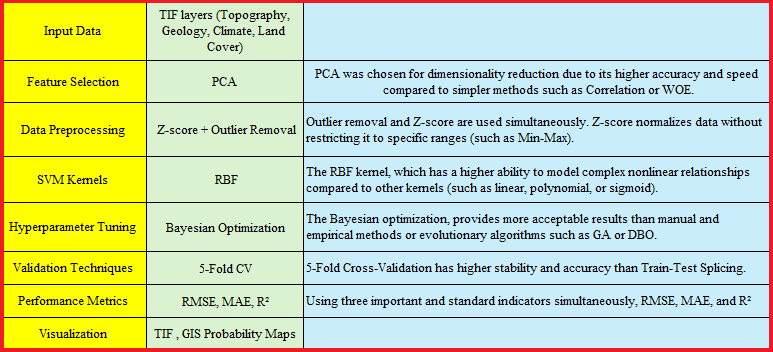 Input Data
TIF layers (Topography,
Geology, Climate, Land
Cover)
Feature Selection
PCA
PCA was chosen for dimensionality reduction due to its higher accuracy and speed
compared to simpler methods such as Correlation or WOE.
Data Preprocessing
Z-score + Outlier Removal
Outlier removal and Z-score are used simultaneously. Z-score normalizes data without
restricting it to specific ranges (such as Min-Max).
SVM Kernels
RBF
The RBF kernel, which has a higher ability to model complex nonlinear relationships
compared to other kernels (such as linear, polynomial, or sigmoid).
Hyperparameter Tuning
Bayesian Optimization
The Bayesian optimization, provides more acceptable results than manual and
empirical methods or evolutionary algorithms such as GA or DBO.
Validation Techniques
5-Fold CV
5-Fold Cross-Validation has higher stability and accuracy than Train-Test Splicing.
Performance Metrics
RMSE, MAE, R²
Using three important and standard indicators simultaneously, RMSE, MAE, and R²
Visualization
TIF , GIS Probability Maps